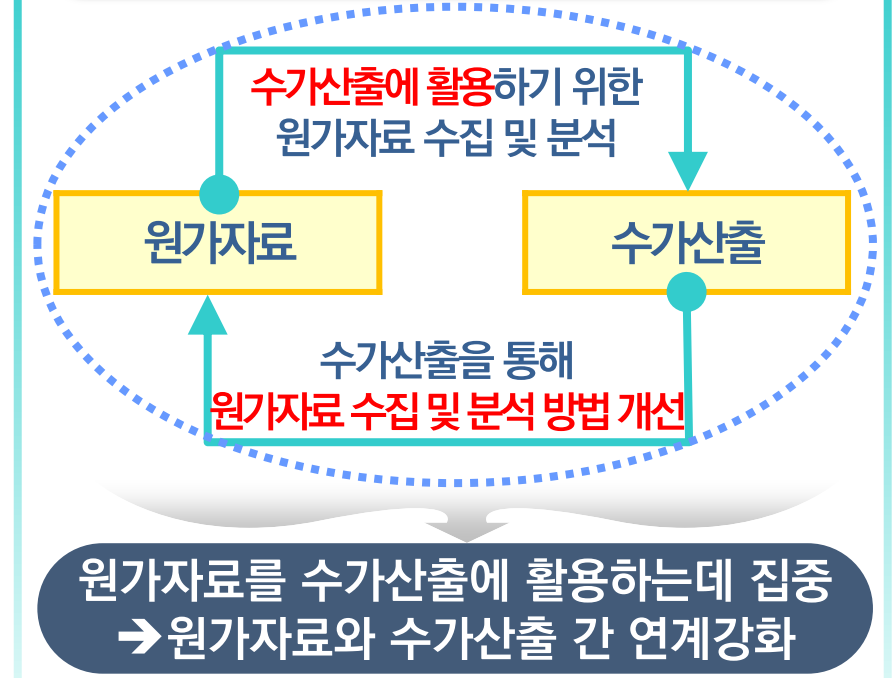 수가산출에 활용하기 위한
원가자료 수집 및 분석
원가자료
수가산출
수가산출을 통해
원가자료 수집 및 분석 방법 개선
원가자료를 수가산출에 활용하는데 집중
➔원가자료와 수가산출 간 연계강화